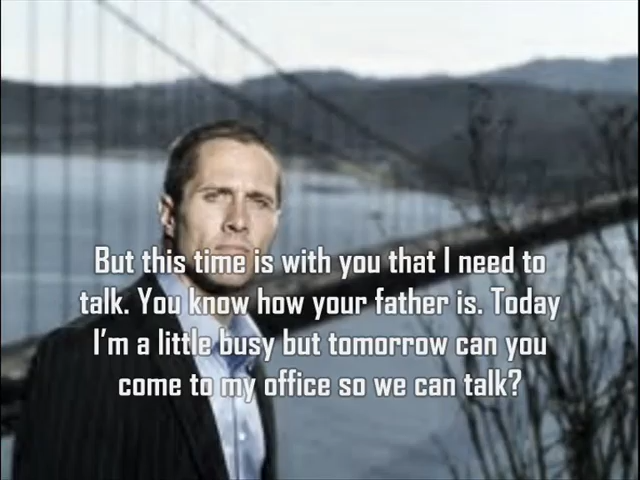 But this time is with you that I need to
talk. You know how your father is. Today
I'm a little busy but tomorrow can you
come to my office so we can talk?